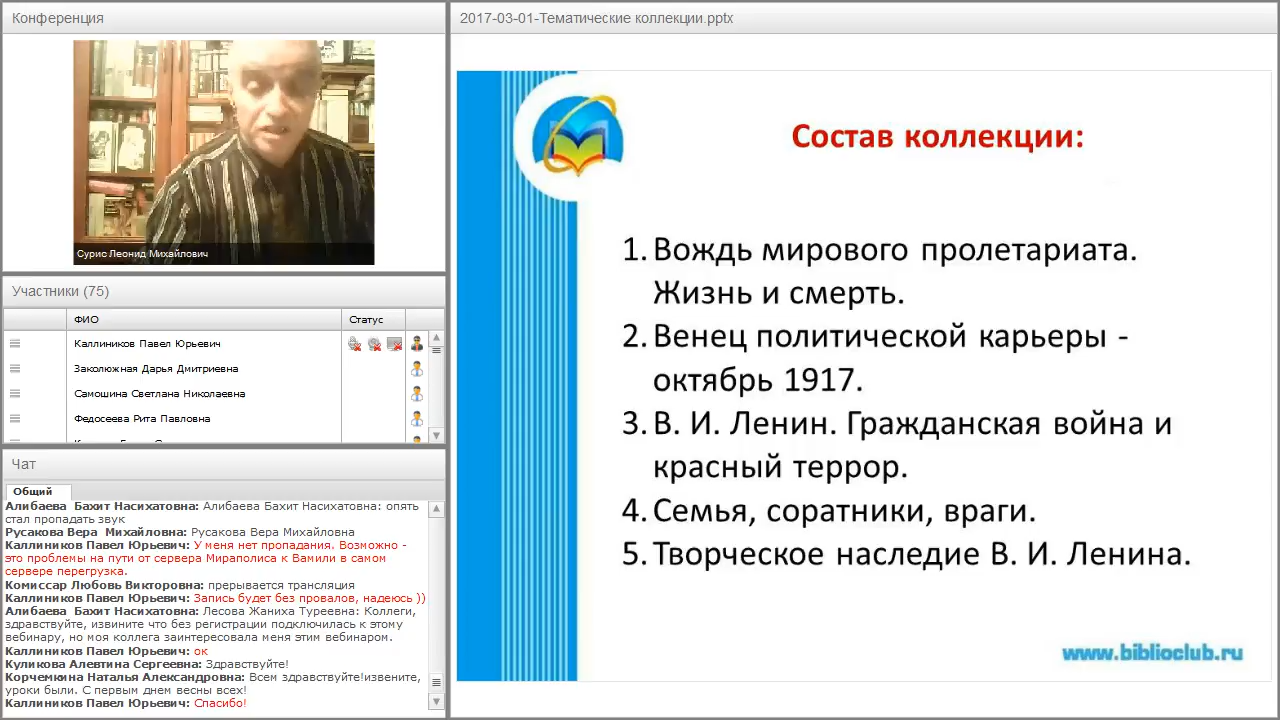 Конференция
Сурис Леонид Михайлович
Участники (75)
ФИО
Статус
Каллиников Павел Юрьевич
Заколюжная Дарья Дмитриевна
Самошина Светлана Николаевна
Федосеева Рита Павловна
Чат
Общий
Алибаева Бахит Насихатовна: Алибаева Бахит Насихатовна: опять
стал пропадать звук
Русакова Вера Михайловна: Русакова Вера Михайловна
Каллиников Павел Юрьевич: У меня нет пропадания. Возможно -
это проблемы на пути от сервера Мираполиса к Вамили в самом
сервере перегрузка.
Комиссар Любовь Викторовна: прерывается трансляция
Каллиников Павел Юрьевич: Запись будет без провалов, надеюсь ))
Алибаева Бахит Насихатовна: Лесова Жаниха Туреевна: Коллеги,
здравствуйте, извините что без регистрации подключилась к этому
вебинару, но моя коллега заинтересовала меня этим вебинаром.
Каллиников Павел Юрьевич: ок
Куликова Алевтина Сергеевна: Здравствуйте!
Корчемкина Наталья Александровна: Всем здравствуйте!извените,
уроки были. С первым днем весны всех!
Каллиников Павел Юрьевич: Спасибо!
2017-03-01-Тематические коллекции.pptx
Состав коллекции:
1. Вождь мирового пролетариата.
Жизнь и смерть.
2. Венец политической карьеры -
октябрь 1917.
3. В. И. Ленин. Гражданская война и
красный террор.
4. Семья, соратники, враги.
5. Творческое наследие В. И. Ленина.
www.biblioclub.ru